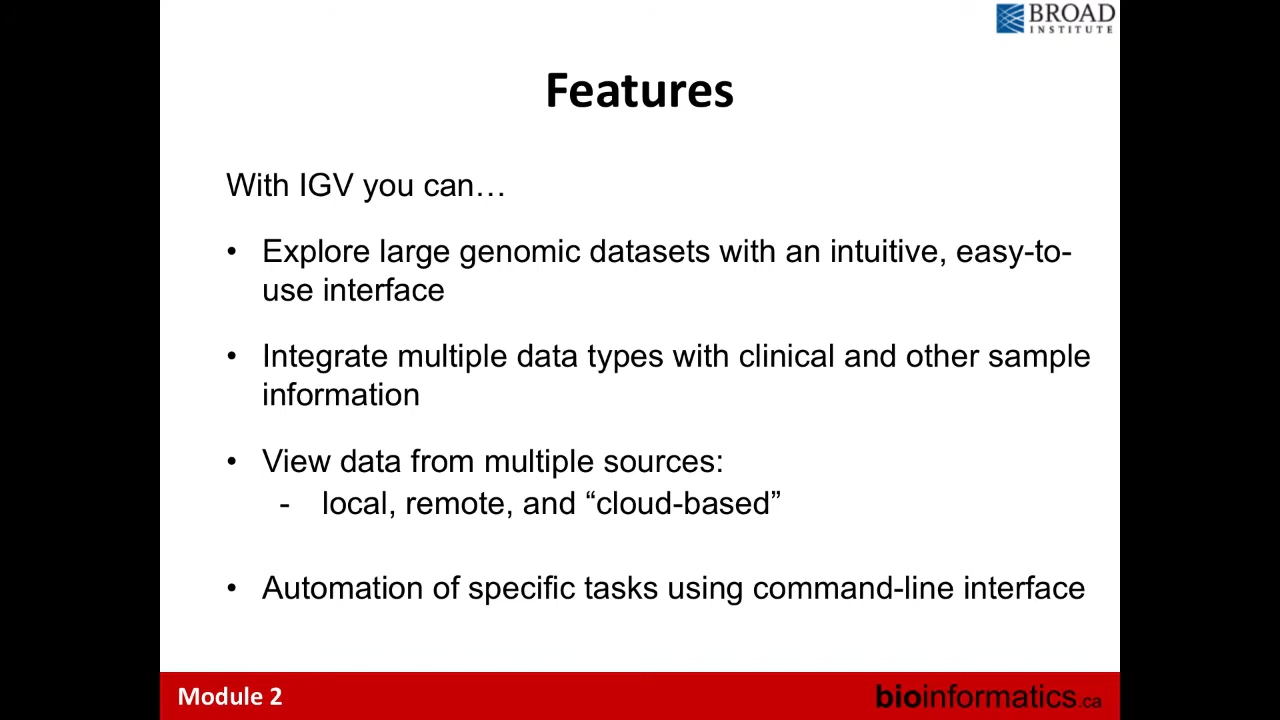 BROAD
INSTITUTE
Features
With IGV you can…
• Explore large genomic datasets with an intuitive, easy-to-
use interface
• Integrate multiple data types with clinical and other sample
information
• View data from multiple sources:
- local, remote, and “cloud-based”
• Automation of specific tasks using command-line interface
Module 2
bioinformatics.ca